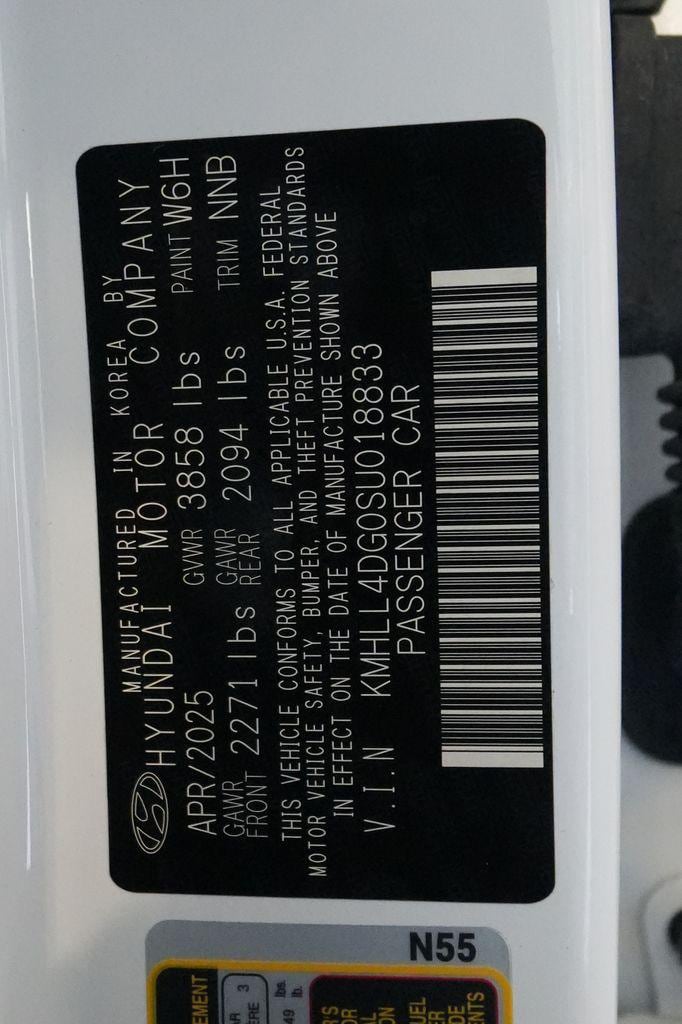 MANUFACTURED IN KOREA BY
HYUNDAI MOTOR COMPANY
APR/2025 GVWR 3858 lbs PAINT W6H
GAWR FRONT 2271 lbs GAWR REAR 2094 lbs TRIM NNB
THIS VEHICLE CONFORMS TO ALL APPLICABLE U.S.A. FEDERAL
MOTOR VEHICLE SAFETY, BUMPER, AND THEFT PREVENTION STANDARDS
IN EFFECT ON THE DATE OF MANUFACTURE SHOWN ABOVE
V.I.N KMHLL4DG0SU018833
PASSENGER CAR
N55